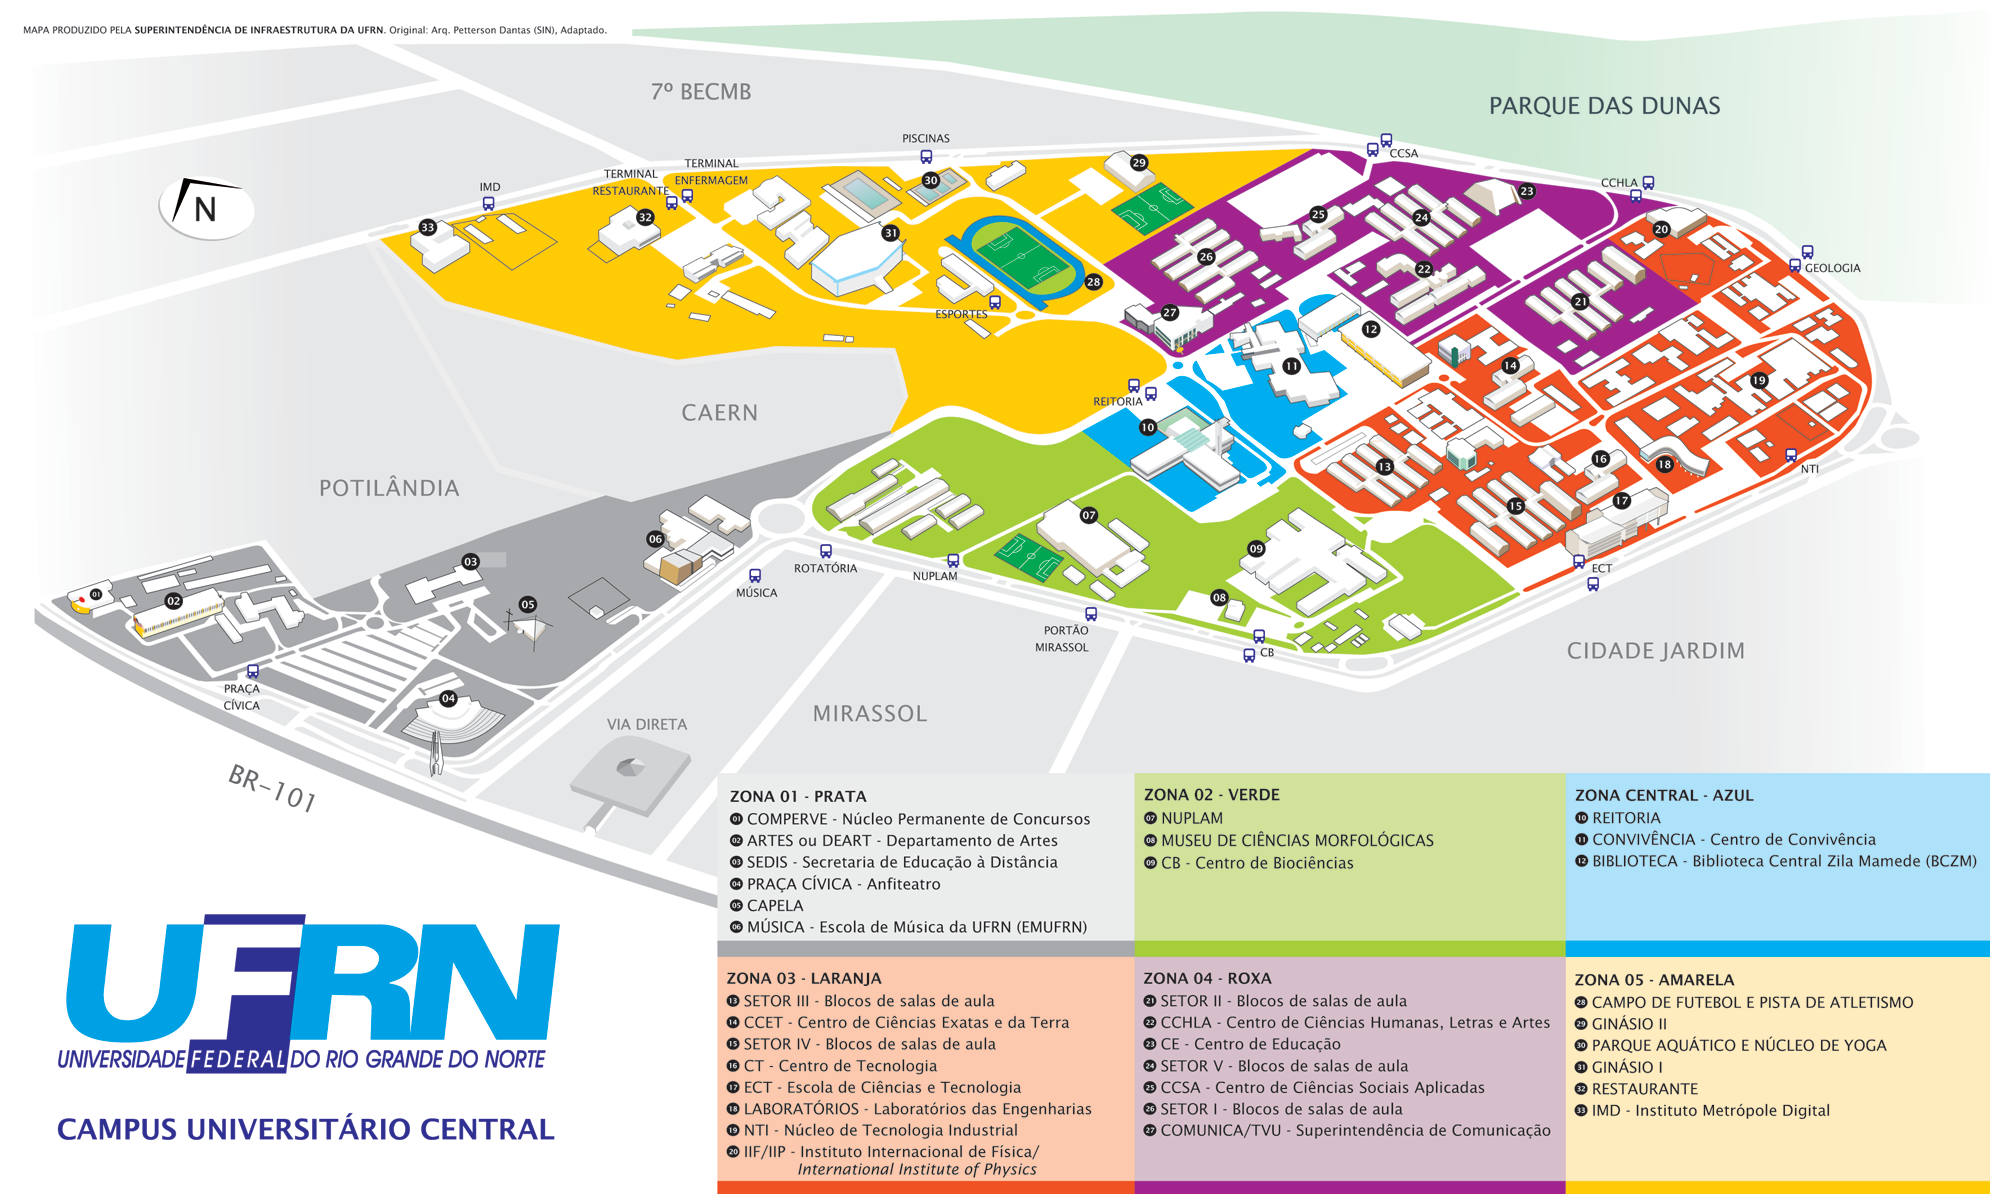 MAPA PRODUZIDO PELA SUPERINTENDÊNCIA DE INFRAESTRUTURA DA UFRN. Original: Arq. Petterson Dantas (SIN), Adaptado.
7º BECMB
PARQUE DAS DUNAS
PISCINAS
CCSA
TERMINAL
ENFERMAGEM
TERMINAL
RESTAURANTE
IMD
CCHLA
N
GEOLOGIA
ESPORTES
REITORIA
CAERN
POTILÂNDIA
NTI
ROTATÓRIA
NUPLAM
MÚSICA
ECT
PORTÃO
MIRASSOL
CB
CIDADE JARDIM
PRAÇA
CÍVICA
MIRASSOL
VIA DIRETA
BR-101
29
30
23
25
24
32
33
31
20
26
22
28
21
27
12
11
14
19
10
13
16
18
15
17
07
09
08
06
03
01
02
05
04
ZONA 01 - PRATA
01 COMPERVE - Núcleo Permanente de Concursos
02 ARTES ou DEART - Departamento de Artes
03 SEDIS - Secretaria de Educação à Distância
04 PRAÇA CÍVICA - Anfiteatro
05 CAPELA
06 MÚSICA - Escola de Música da UFRN (EMUFRN)
ZONA 02 - VERDE
07 NUPLAM
08 MUSEU DE CIÊNCIAS MORFOLÓGICAS
09 CB - Centro de Biociências
ZONA CENTRAL - AZUL
10 REITORIA
11 CONVIVÊNCIA - Centro de Convivência
12 BIBLIOTECA - Biblioteca Central Zila Mamede (BCZM)
ZONA 03 - LARANJA
13 SETOR III - Blocos de salas de aula
14 CCET - Centro de Ciências Exatas e da Terra
15 SETOR IV - Blocos de salas de aula
16 CT - Centro de Tecnologia
17 ECT - Escola de Ciências e Tecnologia
18 LABORATÓRIOS - Laboratórios das Engenharias
19 NTI - Núcleo de Tecnologia Industrial
20 IIF/IIP - Instituto Internacional de Física/
International Institute of Physics
ZONA 04 - ROXA
21 SETOR II - Blocos de salas de aula
22 CCHLA - Centro de Ciências Humanas, Letras e Artes
23 CE - Centro de Educação
24 SETOR V - Blocos de salas de aula
25 CCSA - Centro de Ciências Sociais Aplicadas
26 SETOR I - Blocos de salas de aula
27 COMUNICA/TVU - Superintendência de Comunicação
ZONA 05 - AMARELA
28 CAMPO DE FUTEBOL E PISTA DE ATLETISMO
29 GINÁSIO II
30 PARQUE AQUÁTICO E NÚCLEO DE YOGA
31 GINÁSIO I
32 RESTAURANTE
33 IMD - Instituto Metrópole Digital
UFRN
UNIVERSIDADE FEDERAL DO RIO GRANDE DO NORTE
CAMPUS UNIVERSITÁRIO CENTRAL